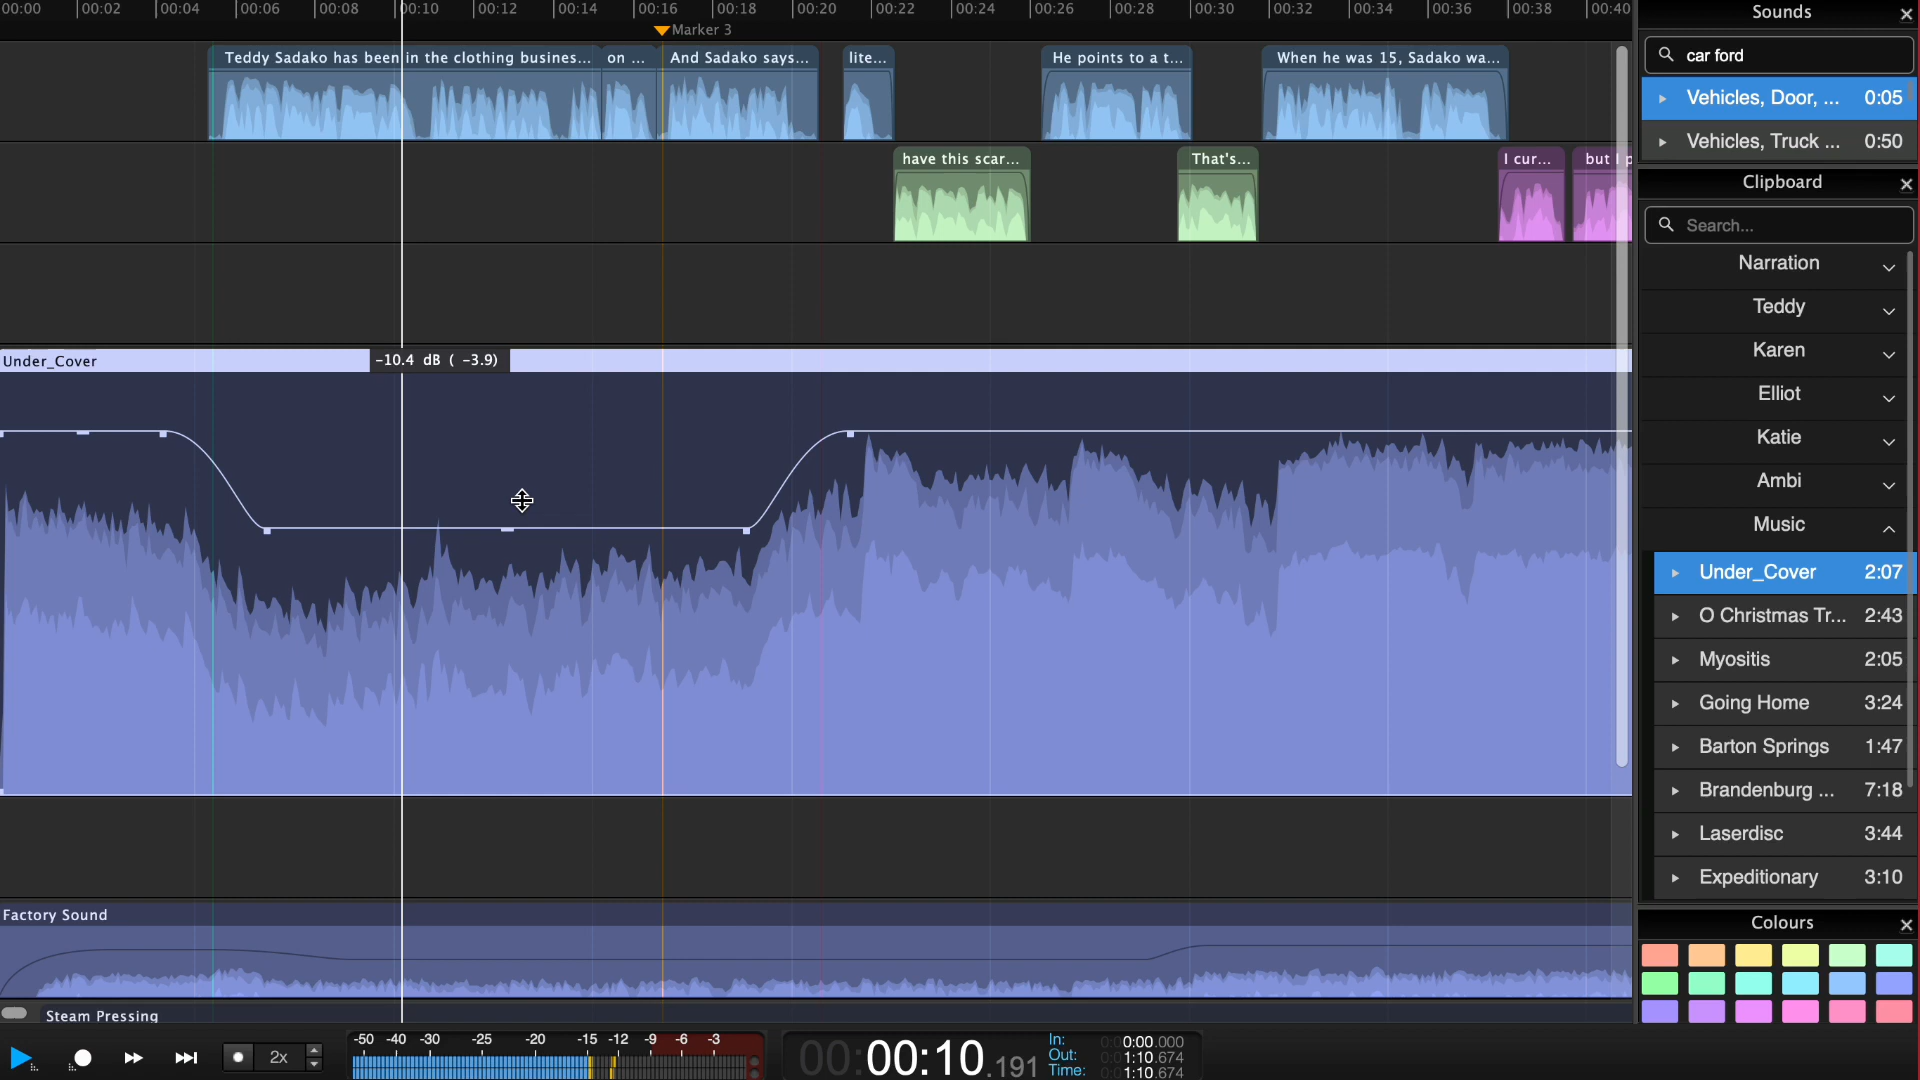 00:00 00:02 00:04 00:06 00:08 00:10 00:12 00:14 00:16 00:18 00:20 00:22 00:24 00:26 00:28 00:30 00:32 00:34 00:36 00:38 00:40
Marker 3
Teddy Sadako has been in the clothing busines... on ... And Sadako says... lite... He points to a t... When he was 15, Sadako wa...
have this scar... That's... I cur... but I p
Under_Cover
-10.4 dB ( -3.9)
Factory Sound
Steam Pressing
2x
-50 -40 -30 -25 -20 -15 -12 -9 -6 -3
00:00:10.191
In: 0:0:00.000
Out: 0:01:10.674
Time: 0:01:10.674
Sounds
car ford
Vehicles, Door, ... 0:05
Vehicles, Truck ... 0:50
Clipboard
Search...
Narration
Teddy
Karen
Elliot
Katie
Ambi
Music
Under_Cover 2:07
O Christmas Tr... 2:43
Myositis 2:05
Going Home 3:24
Barton Springs 1:47
Brandenburg ... 7:18
Laserdisc 3:44
Expeditionary 3:10
Colours